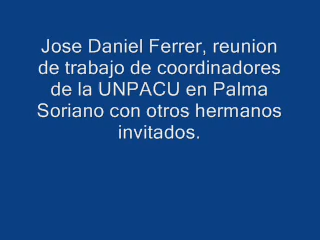 Jose Daniel Ferrer, reunion
de trabajo de coordinadores
de la UNPACU en Palma
Soriano con otros hermanos
invitados.